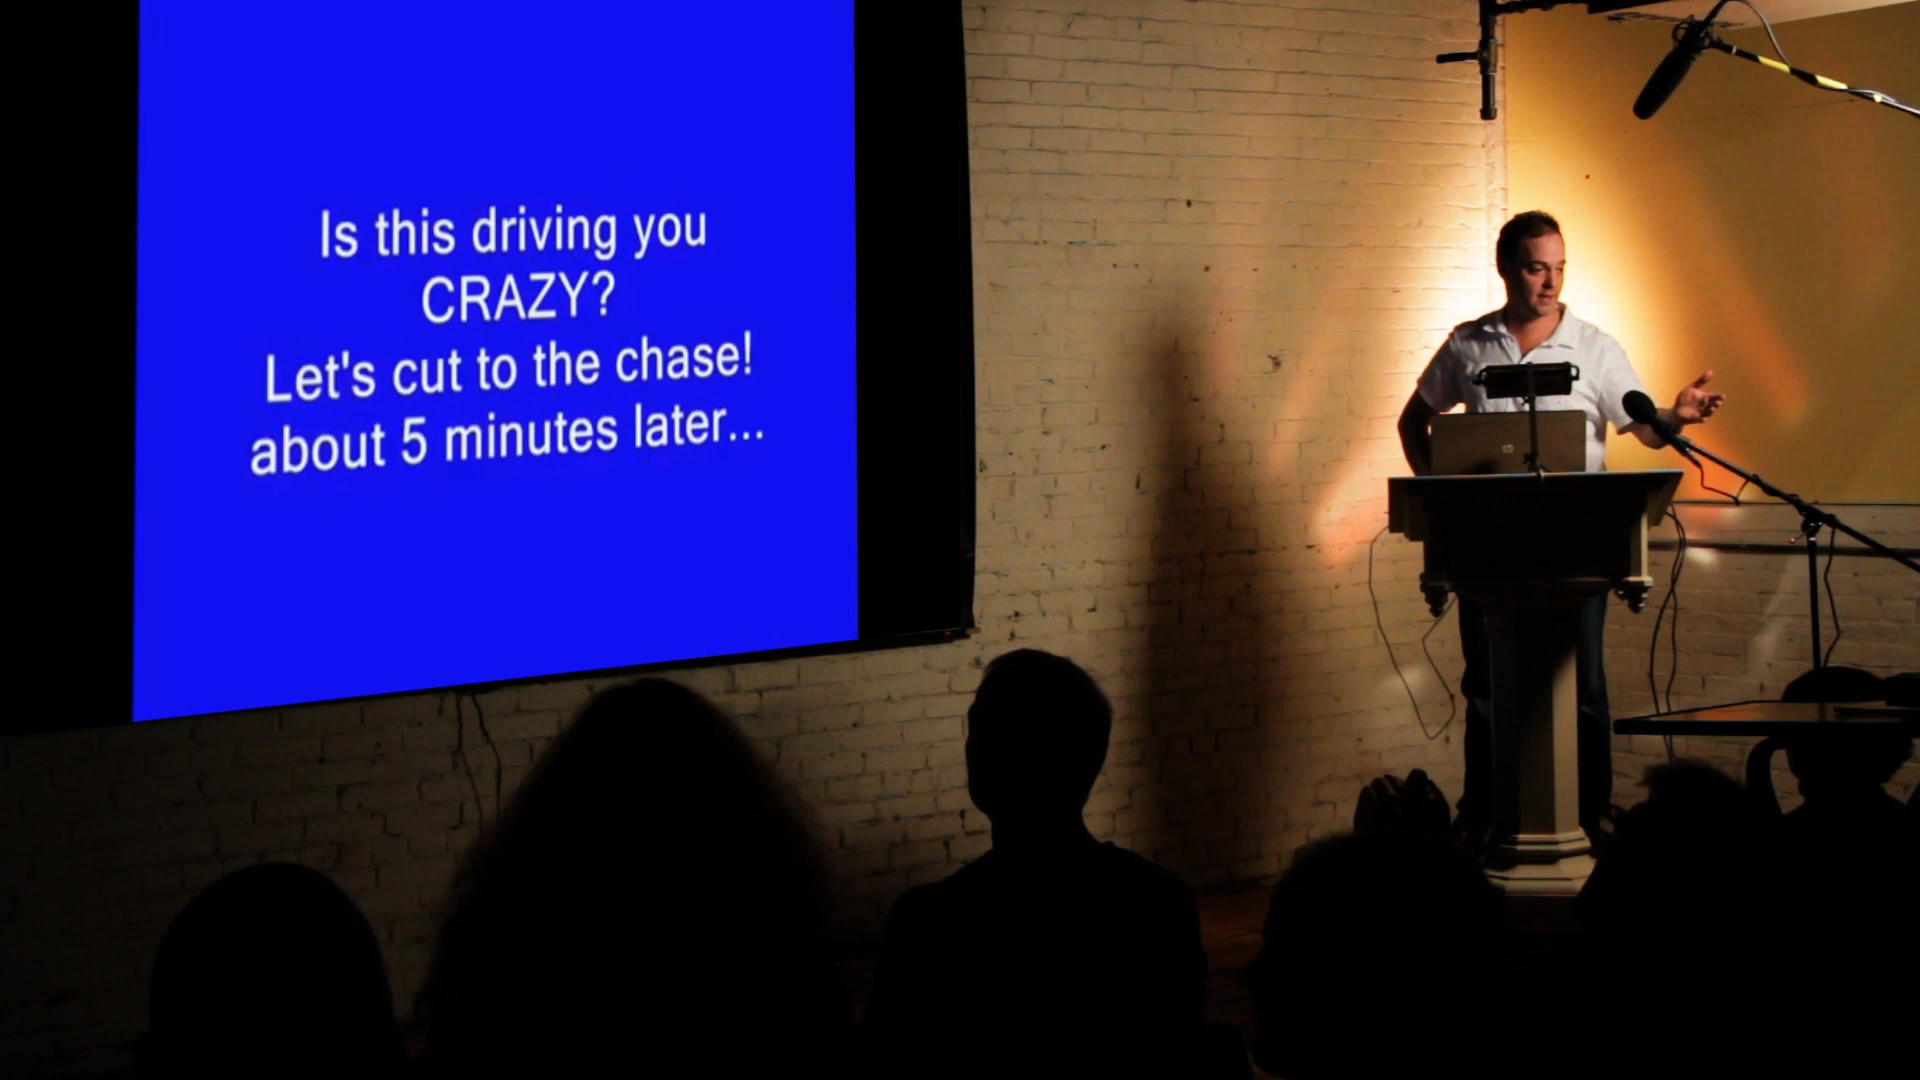 Is this driving you
CRAZY?
Let's cut to the chase!
about 5 minutes later...